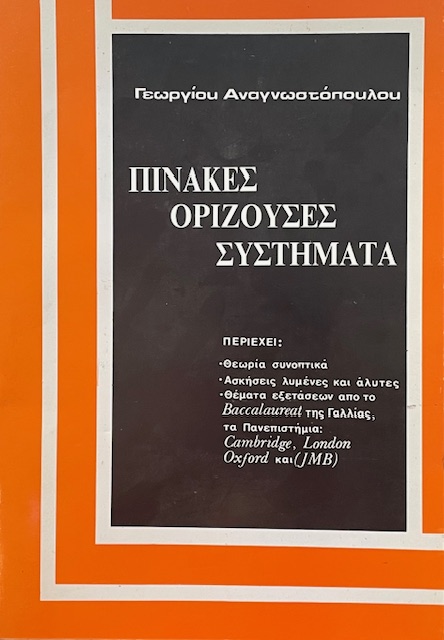 Γεωργίου Αναγνωστόπουλου
ΠΙΝΑΚΕΣ
ΟΡΙΖΟΥΣΕΣ
ΣΥΣΤΗΜΑΤΑ
ΠΕΡΙΕΧΕΙ:
·Θεωρία συνοπτικά
·Ασκήσεις λυμένες και άλυτες
·Θέματα εξετάσεων απο το
Baccalaureat της Γαλλίας,
τα Πανεπιστήμια:
Cambridge, London
Oxford και (JMB)